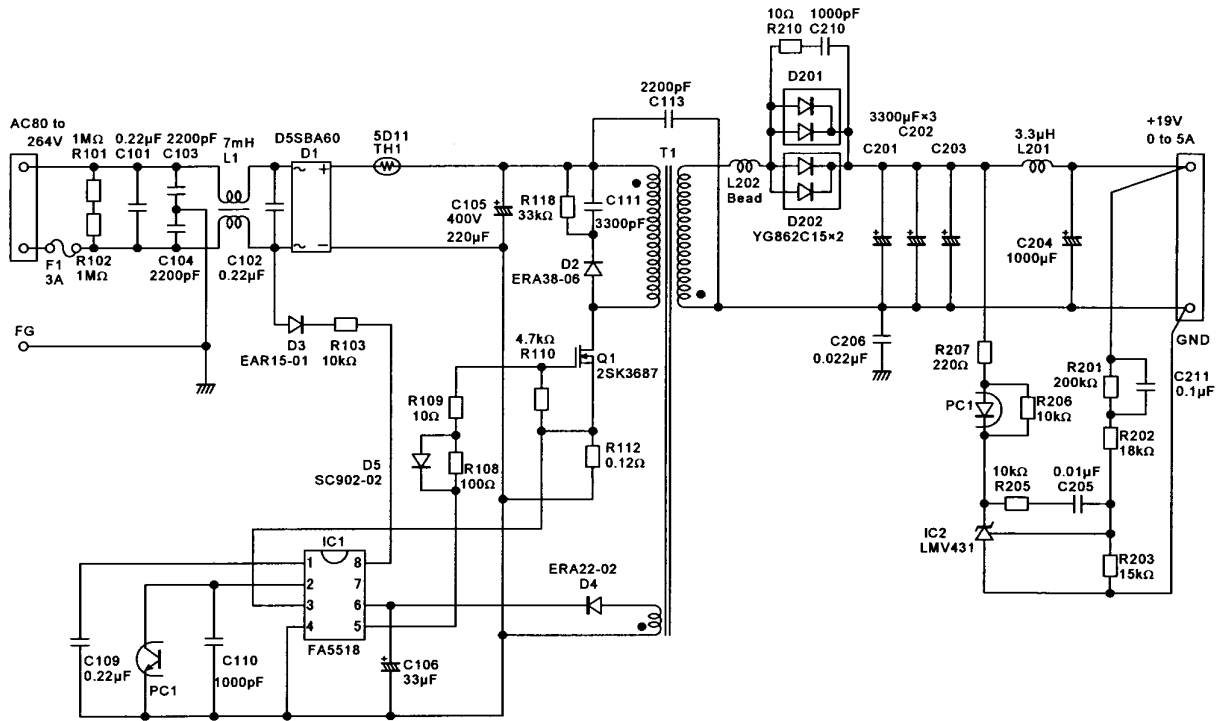 10Ω 1000pF
R210 C210
D201
2200pF
C113
3300μF×3
C202
C201 C203
+19V
0 to 5A
AC80 to
264V
1MΩ
R101
0.22μF
C101
2200pF
C103
7mH
L1
D5SBA60
D1
5D11
TH1
T1
3.3μH
L201
L202
Bead
D202
YG862C15×2
C105
400V
220μF
R118
33kΩ
C111
3300pF
C204
1000μF
F1
3A
R102
1MΩ
C104
2200pF
C102
0.22μF
D2
ERA38-06
FG
D3
EAR15-01
R103
10kΩ
4.7kΩ
R110
Q1
2SK3687
C206
0.022μF
GND
R207
220Ω
R201
200kΩ
C211
0.1μF
PC1
R206
10kΩ
R109
10Ω
R202
18kΩ
R112
0.12Ω
D5
SC902-02
R108
100Ω
10kΩ
R205
0.01μF
C205
IC2
LMV431
R203
15kΩ
IC1
1 8
2 7
3 6
4 5
FA5518
ERA22-02
D4
C109
0.22μF
PC1
C110
1000pF
C106
33μF
+
−
~
~